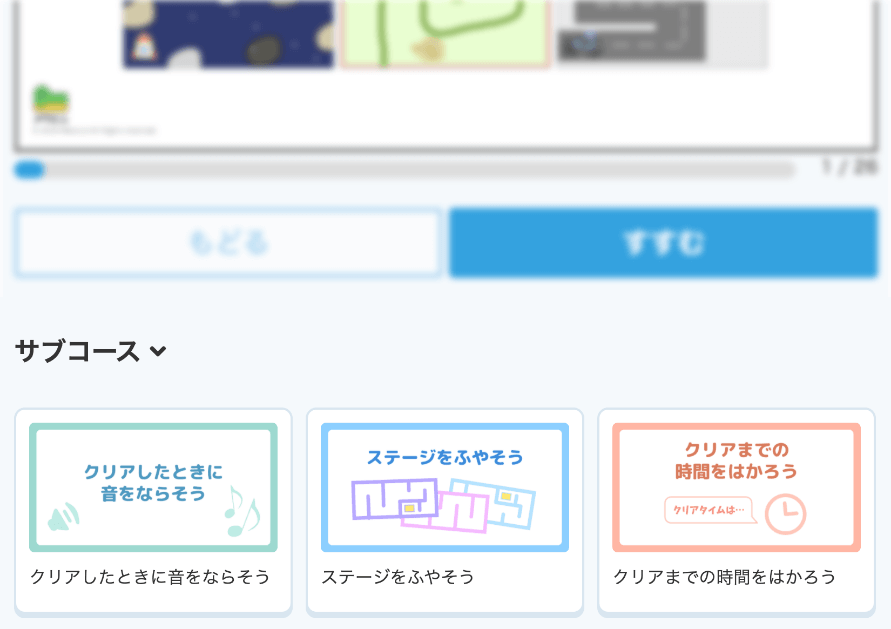 1 / 26
もどる
すすむ
サブコース
クリアしたときに
音をならそう
クリアしたときに音をならそう
ステージをふやそう
ステージをふやそう
クリアまでの
時間をはかろう
クリアタイムは…
クリアまでの時間をはかろう